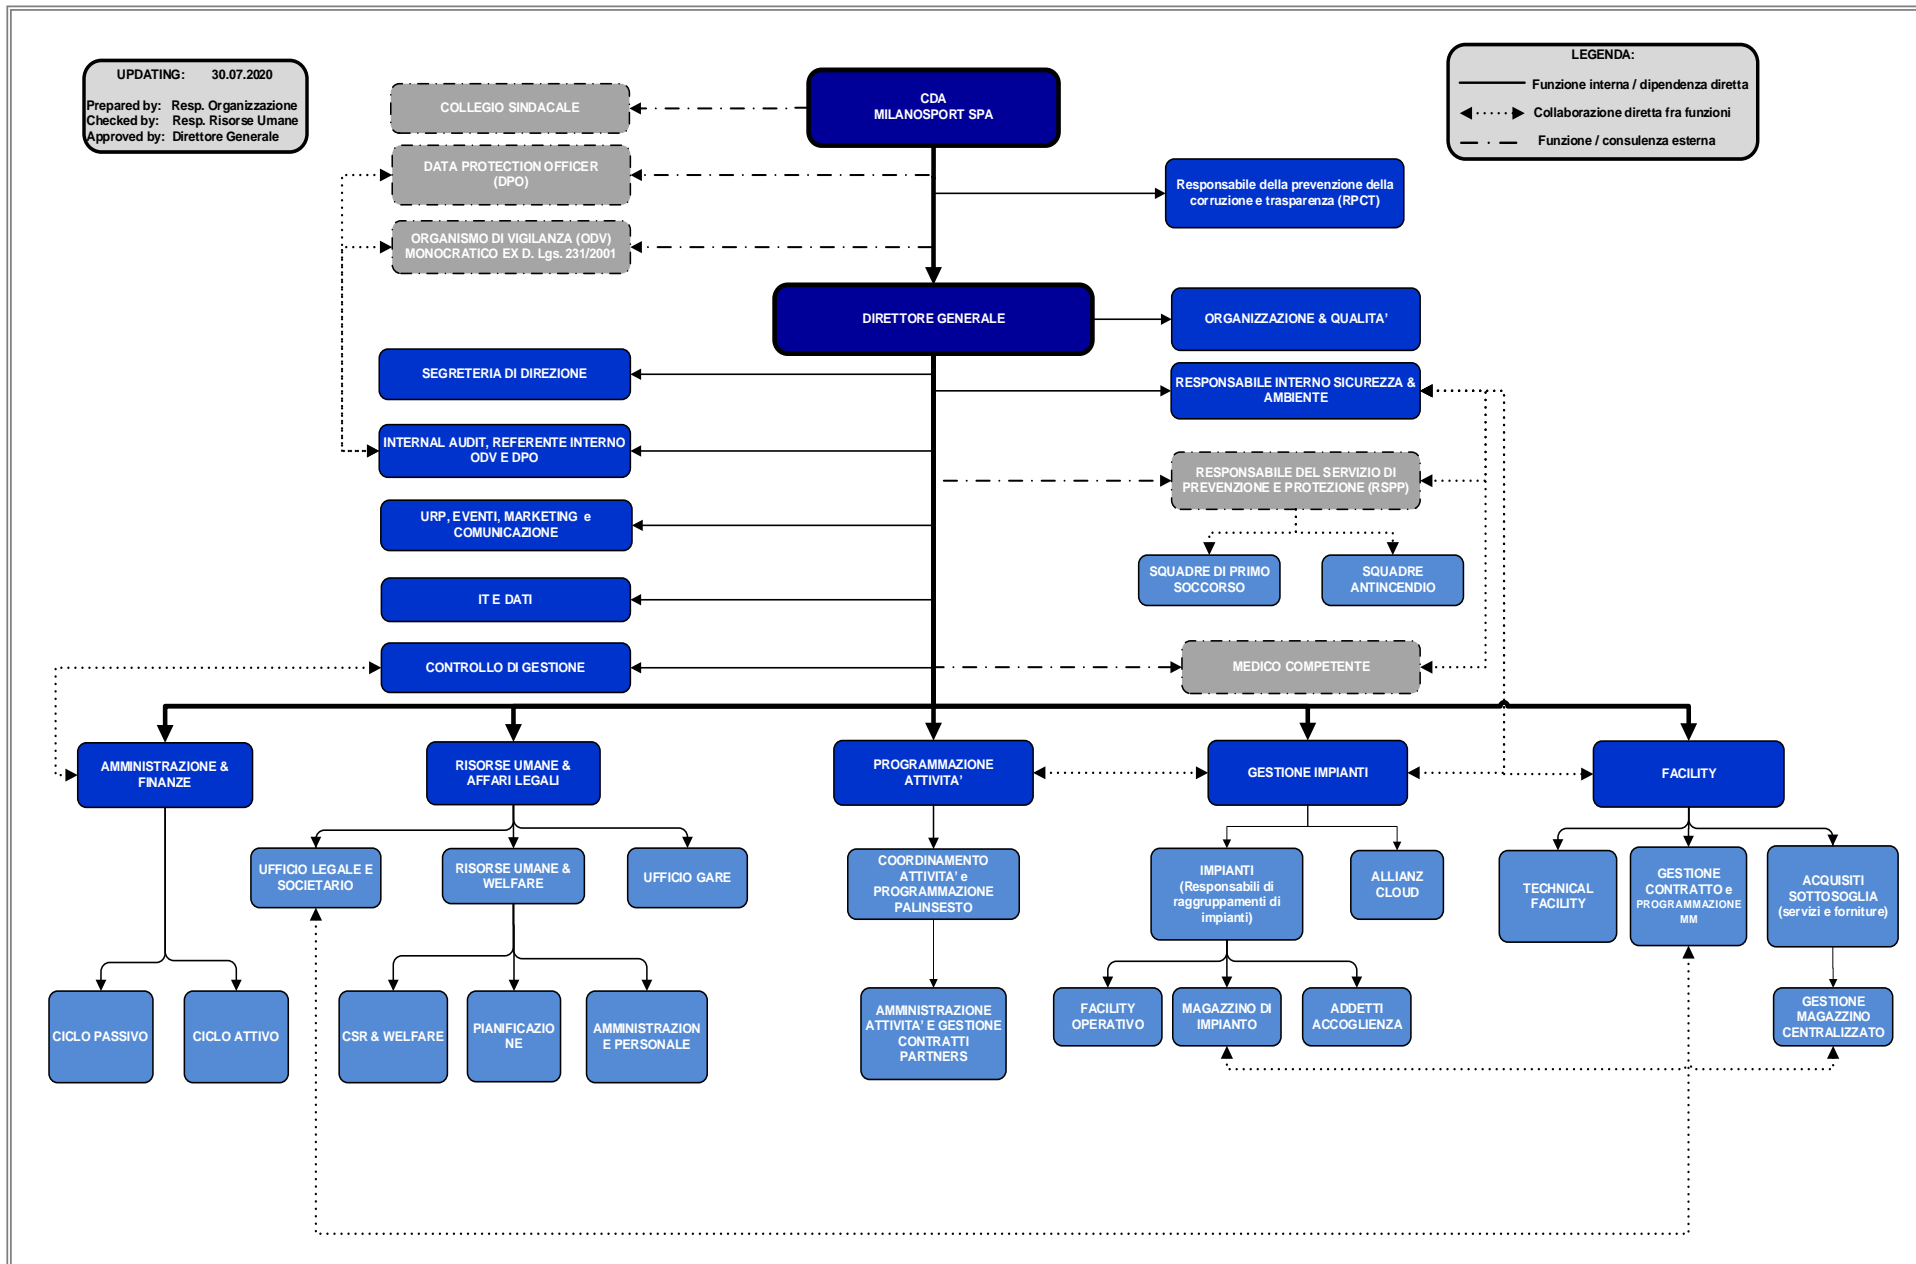 UPDATING: 30.07.2020
Prepared by: Resp. Organizzazione
Checked by: Resp. Risorse Umane
Approved by: Direttore Generale
LEGENDA:
Funzione interna / dipendenza diretta
Collaborazione diretta fra funzioni
Funzione / consulenza esterna
CDA
MILANOSPORT SPA
COLLEGIO SINDACALE
DATA PROTECTION OFFICER
(DPO)
Responsabile della prevenzione della
corruzione e trasparenza (RPCT)
ORGANISMO DI VIGILANZA (ODV)
MONOCRATICO EX D. Lgs. 231/2001
DIRETTORE GENERALE
ORGANIZZAZIONE & QUALITA'
SEGRETERIA DI DIREZIONE
RESPONSABILE INTERNO SICUREZZA &
AMBIENTE
INTERNAL AUDIT, REFERENTE INTERNO
ODV E DPO
RESPONSABILE DEL SERVIZIO DI
PREVENZIONE E PROTEZIONE (RSPP)
URP, EVENTI, MARKETING e
COMUNICAZIONE
SQUADRE DI PRIMO
SOCCORSO
SQUADRE
ANTINCENDIO
IT E DATI
CONTROLLO DI GESTIONE
MEDICO COMPETENTE
AMMINISTRAZIONE &
FINANZE
RISORSE UMANE &
AFFARI LEGALI
PROGRAMMAZIONE
ATTIVITA'
GESTIONE IMPIANTI
FACILITY
UFFICIO LEGALE E
SOCIETARIO
RISORSE UMANE &
WELFARE
UFFICIO GARE
COORDINAMENTO
ATTIVITA' e
PROGRAMMAZIONE
PALINSESTO
IMPIANTI
(Responsabili di
raggruppamenti di
impianti)
ALLIANZ
CLOUD
TECHNICAL
FACILITY
GESTIONE
CONTRATTO e
PROGRAMMAZIONE
MM
ACQUISITI
SOTTOSOGLIA
(servizi e forniture)
CICLO PASSIVO
CICLO ATTIVO
CSR & WELFARE
PIANIFICAZIO
NE
AMMINISTRAZION
E PERSONALE
AMMINISTRAZIONE
ATTIVITA' E GESTIONE
CONTRATTI
PARTNERS
FACILITY
OPERATIVO
MAGAZZINO DI
IMPIANTO
ADDETTI
ACCOGLIENZA
GESTIONE
MAGAZZINO
CENTRALIZZATO